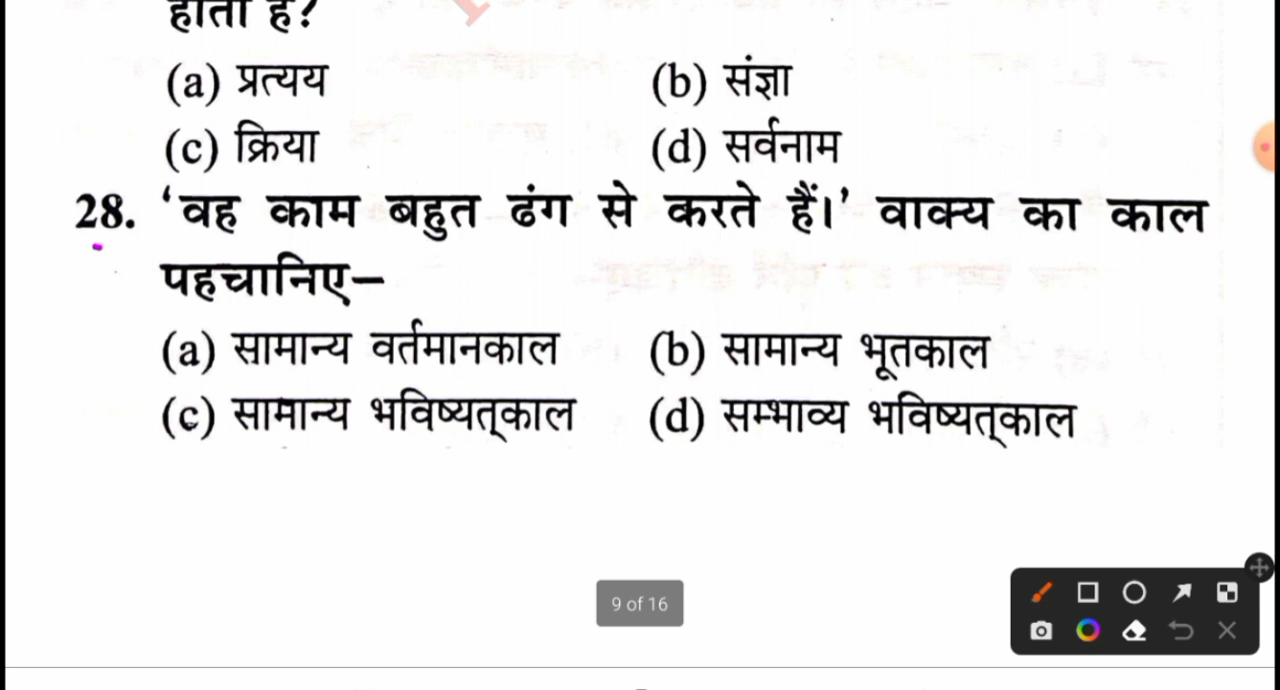 होता है?
(a) प्रत्यय (b) संज्ञा
(c) क्रिया (d) सर्वनाम
28. ‘वह काम बहुत ढंग से करते हैं।’ वाक्य का काल
पहचानिए–
(a) सामान्य वर्तमानकाल (b) सामान्य भूतकाल
(c) सामान्य भविष्यत्काल (d) सम्भाव्य भविष्यत्काल
9 of 16